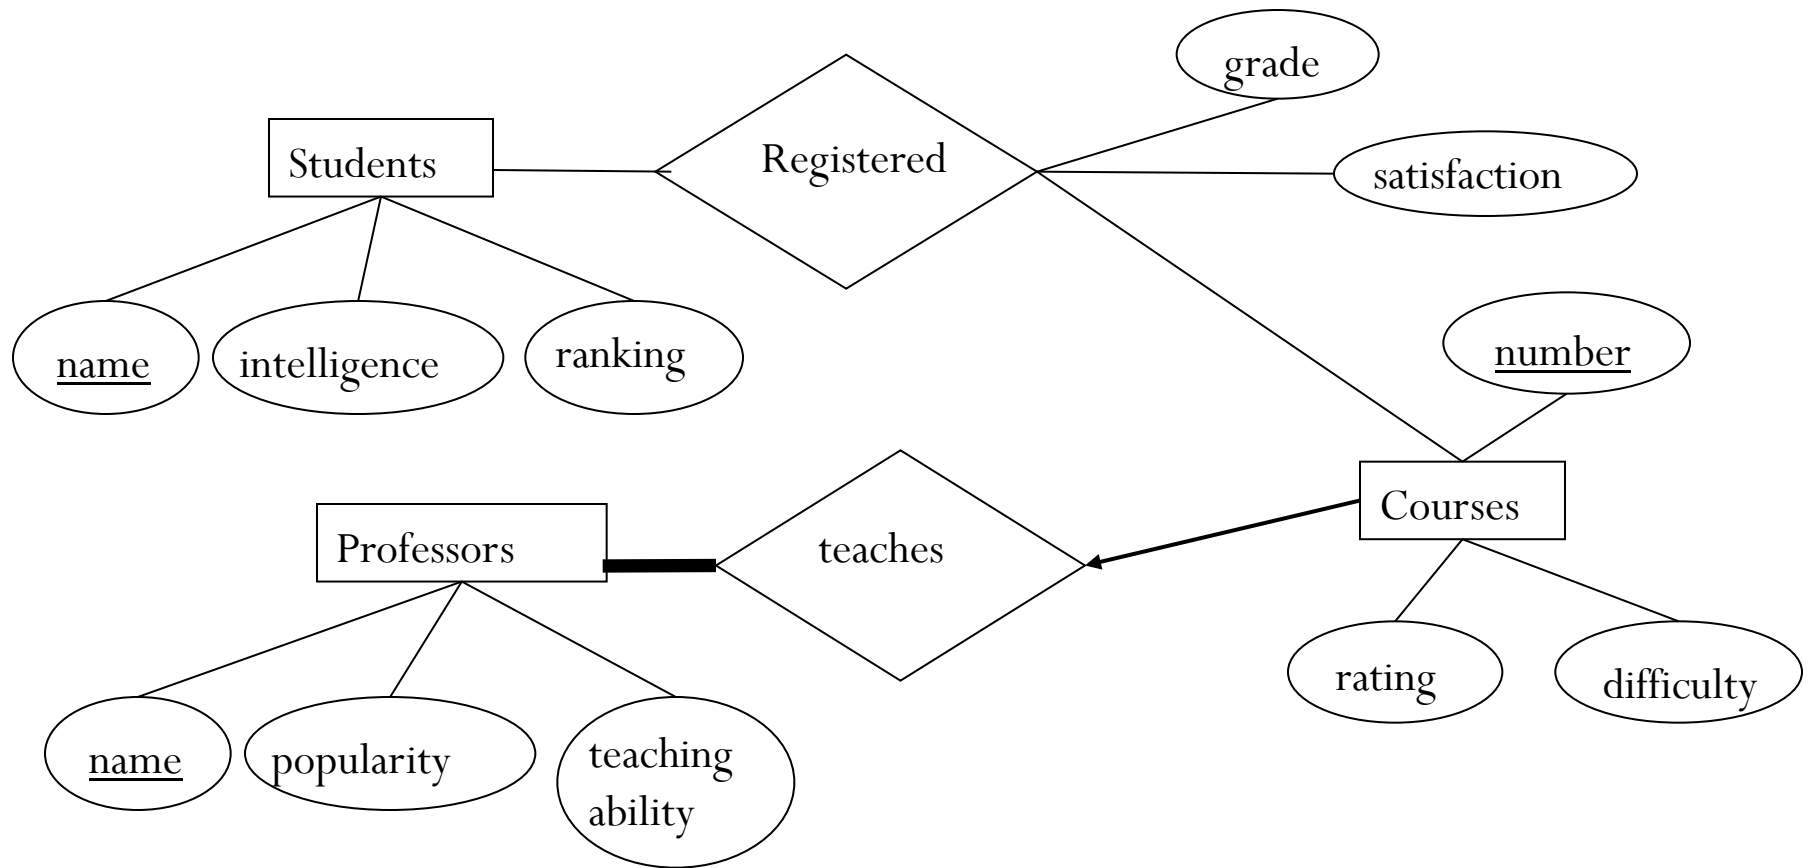 grade
Students
Registered
satisfaction
name
intelligence
ranking
number
Professors
teaches
Courses
name
popularity
teaching
ability
rating
difficulty